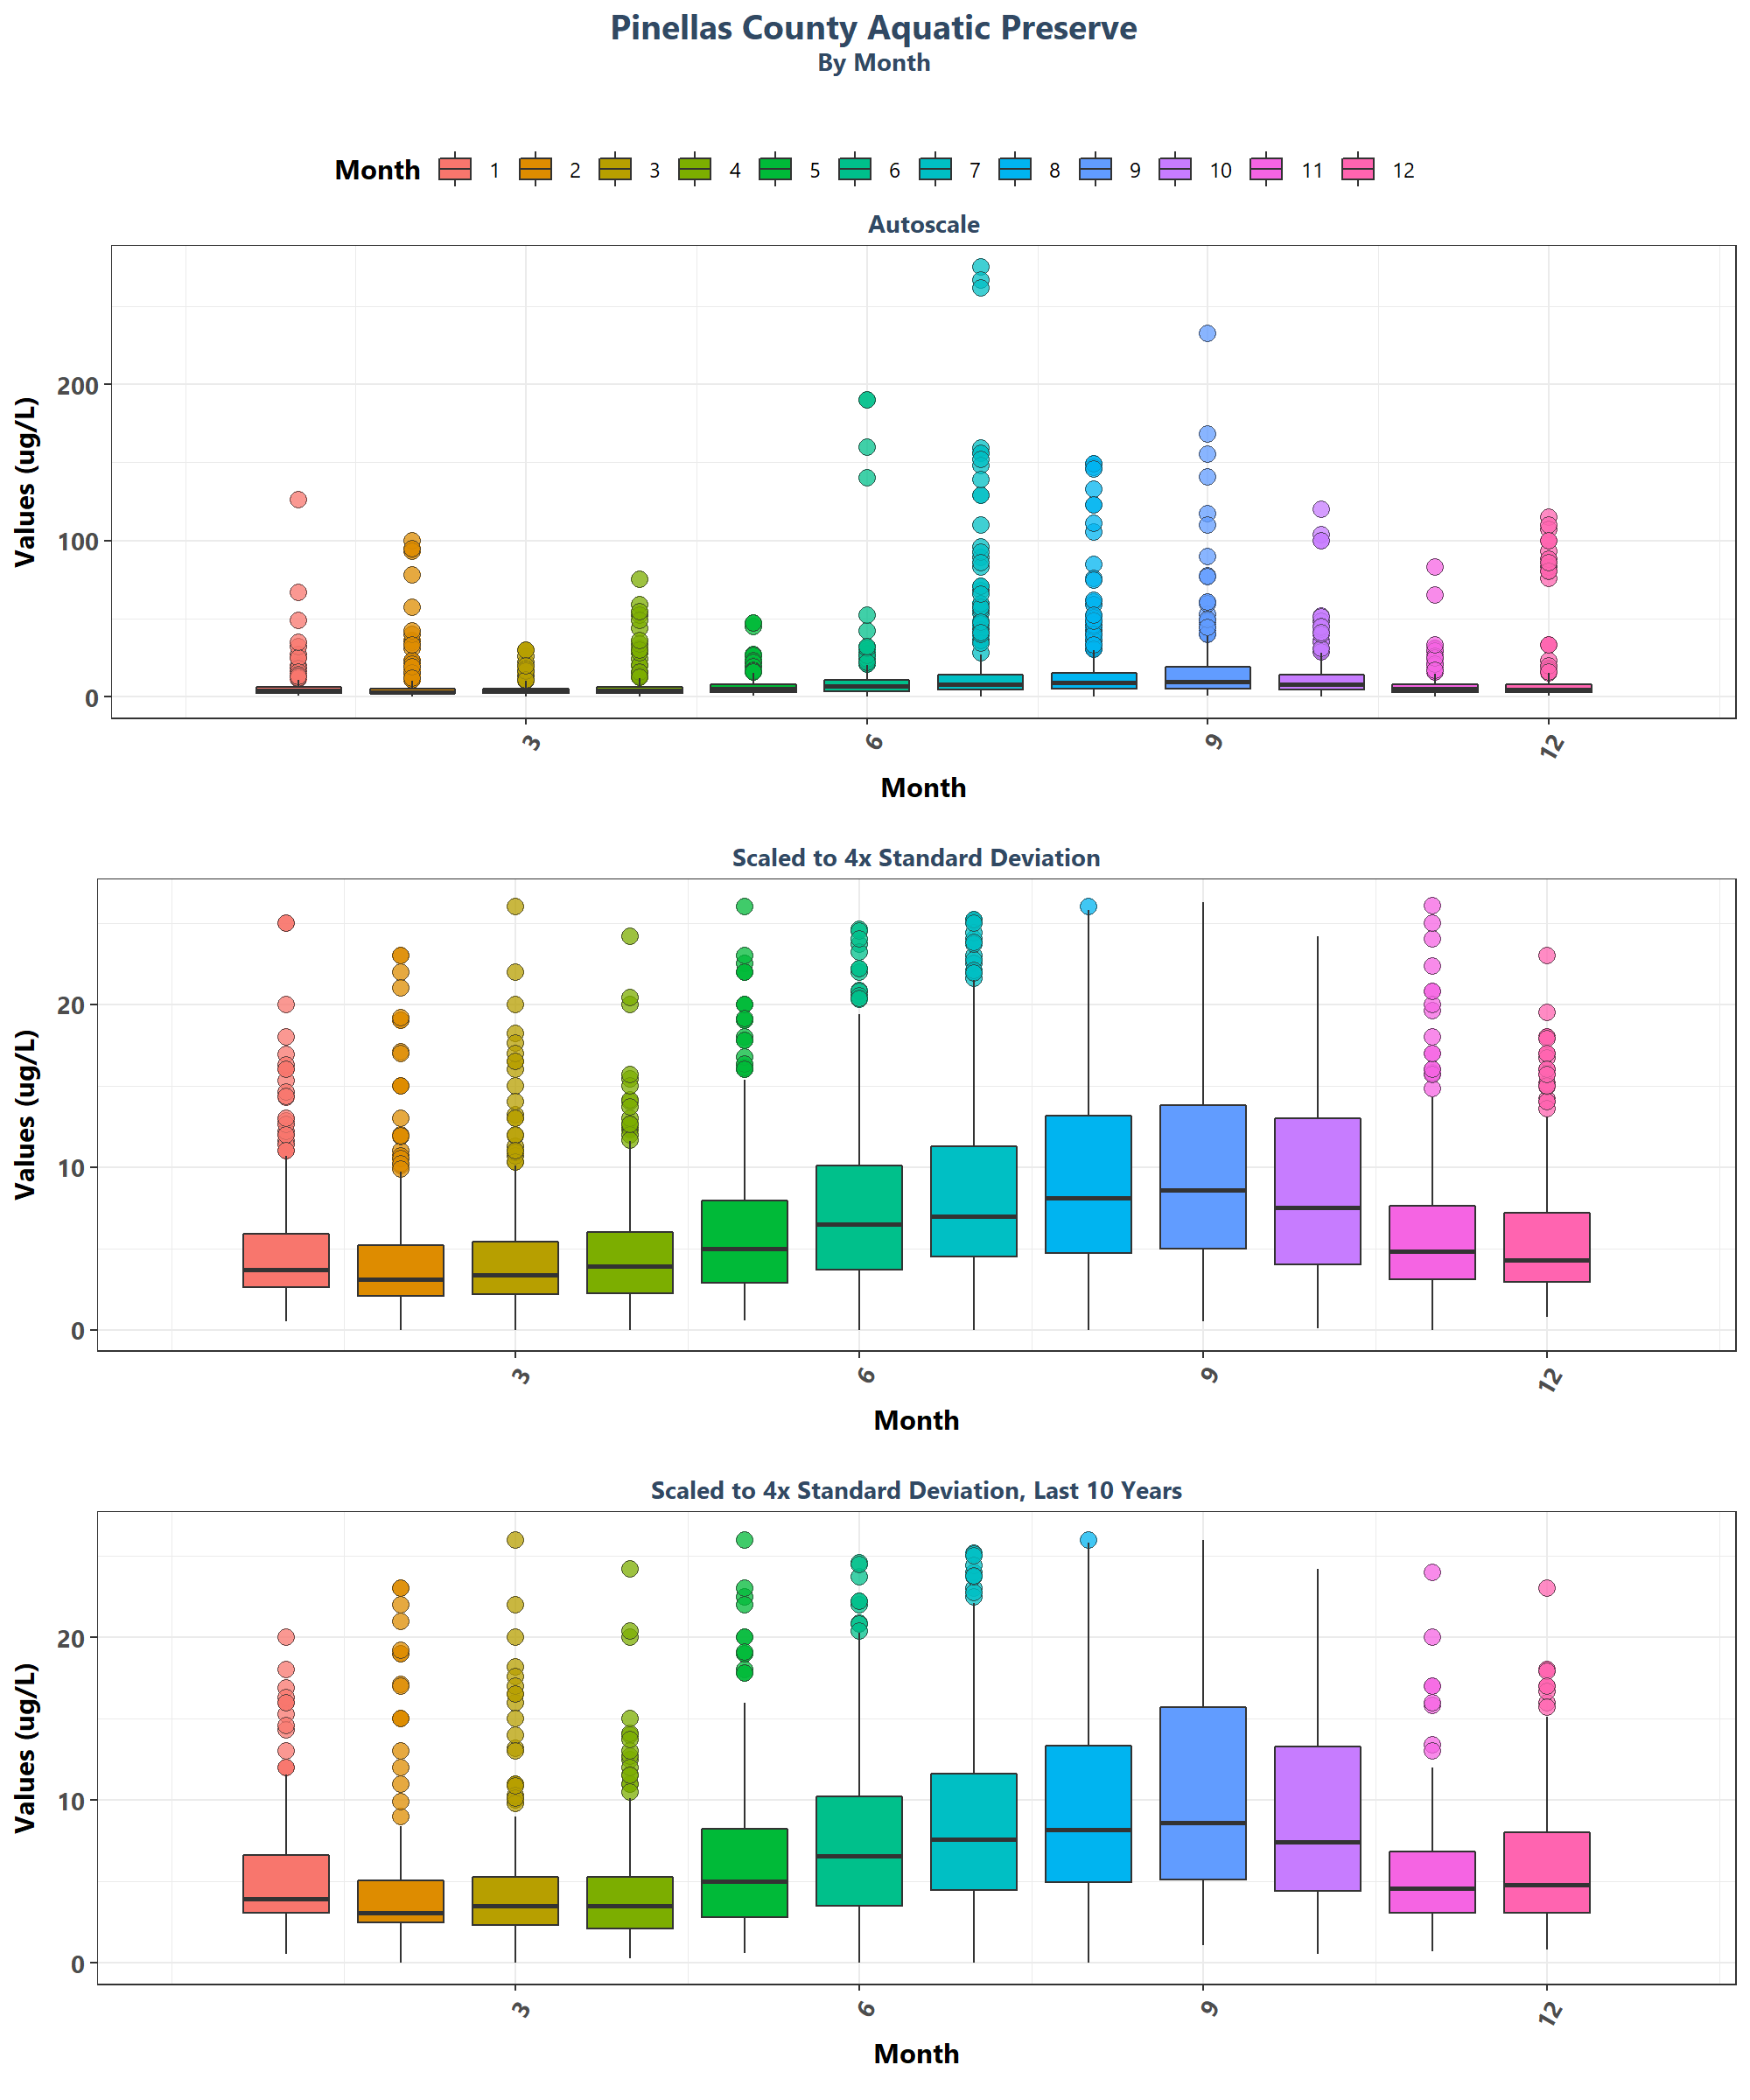 Pinellas County Aquatic Preserve
By Month
Month 1 2 3 4 5 6 7 8 9 10 11 12
Autoscale
Values (ug/L)
200
100
0
3 6 9 12
Month
Scaled to 4x Standard Deviation
Values (ug/L)
20
10
0
3 6 9 12
Month
Scaled to 4x Standard Deviation, Last 10 Years
Values (ug/L)
20
10
0
3 6 9 12
Month